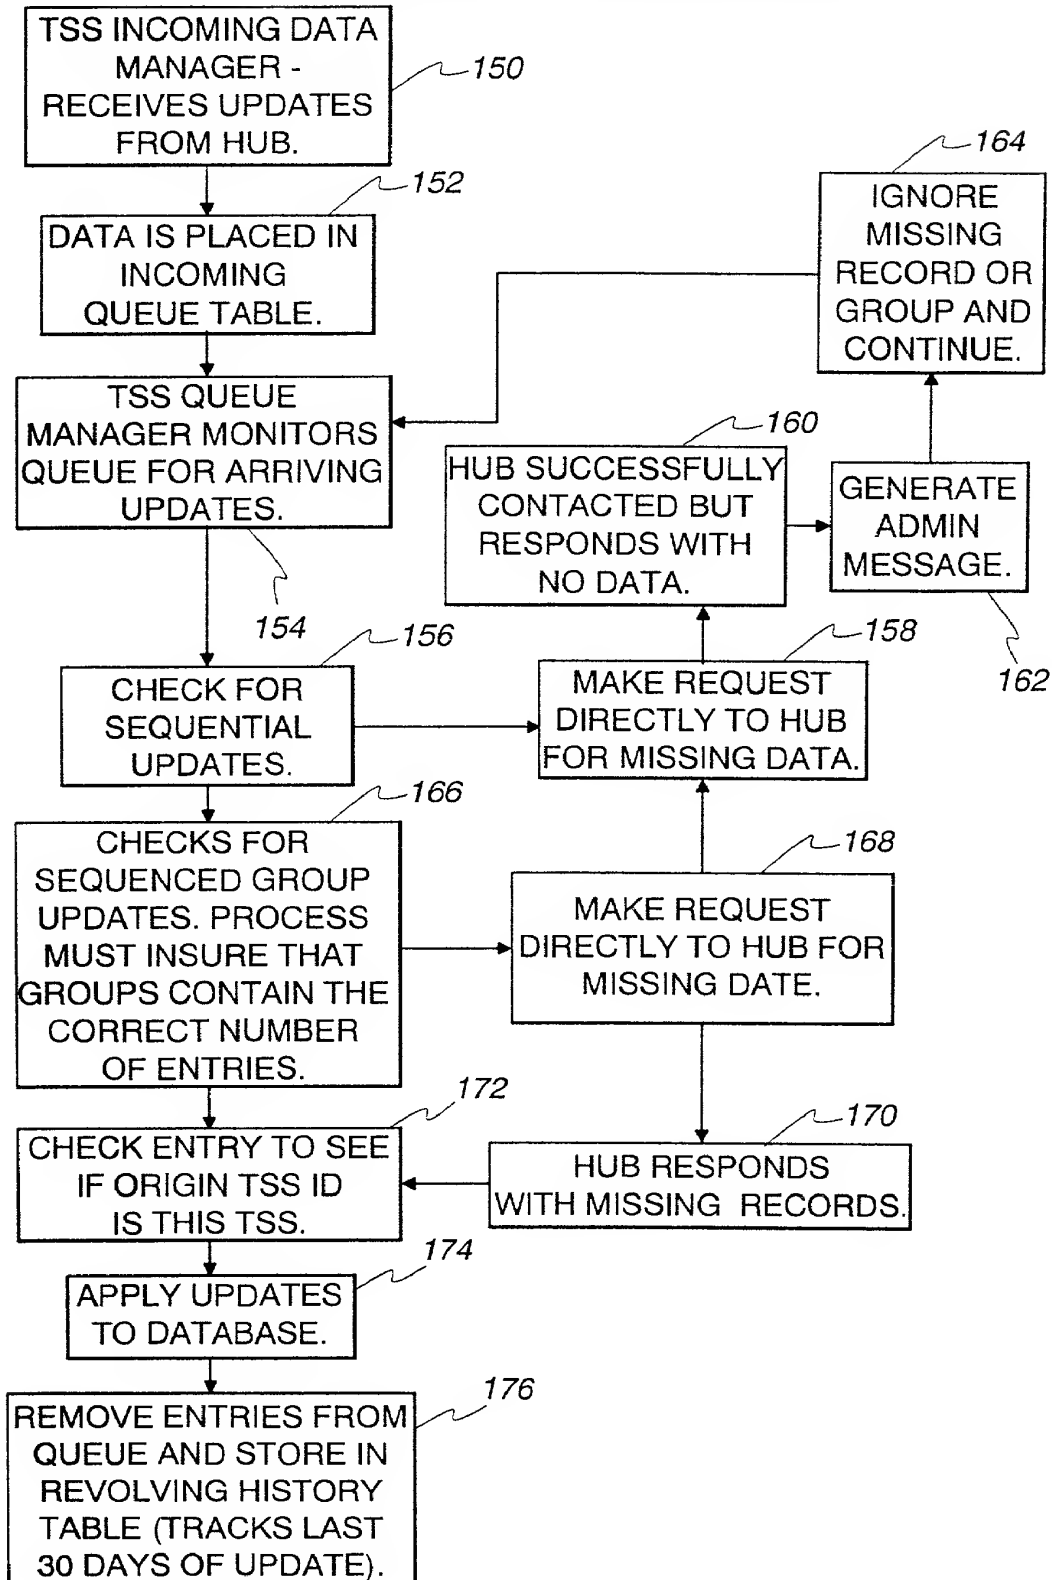 TSS INCOMING DATA
MANAGER -
RECEIVES UPDATES
FROM HUB.
150
152
DATA IS PLACED IN
INCOMING
QUEUE TABLE.
164
IGNORE
MISSING
RECORD OR
GROUP AND
CONTINUE.
TSS QUEUE
MANAGER MONITORS
QUEUE FOR ARRIVING
UPDATES.
154
160
HUB SUCCESSFULLY
CONTACTED BUT
RESPONDS WITH
NO DATA.
GENERATE
ADMIN
MESSAGE.
162
156
CHECK FOR
SEQUENTIAL
UPDATES.
158
MAKE REQUEST
DIRECTLY TO HUB
FOR MISSING DATA.
166
CHECKS FOR
SEQUENCED GROUP
UPDATES. PROCESS
MUST INSURE THAT
GROUPS CONTAIN THE
CORRECT NUMBER
OF ENTRIES.
168
MAKE REQUEST
DIRECTLY TO HUB FOR
MISSING DATE.
172
CHECK ENTRY TO SEE
IF ORIGIN TSS ID
IS THIS TSS.
170
HUB RESPONDS
WITH MISSING RECORDS.
174
APPLY UPDATES
TO DATABASE.
176
REMOVE ENTRIES FROM
QUEUE AND STORE IN
REVOLVING HISTORY
TABLE (TRACKS LAST
30 DAYS OF UPDATE).